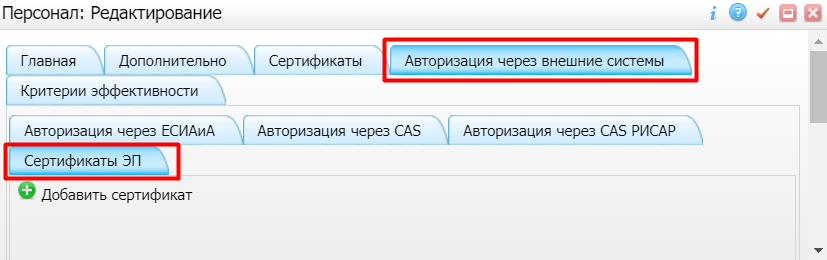 Персонал: Редактирование
Главная Дополнительно Сертификаты Авторизация через внешние системы
Критерии эффективности
Авторизация через ЕСИАиА Авторизация через CAS Авторизация через CAS РИСАР
Сертификаты ЭП
Добавить сертификат